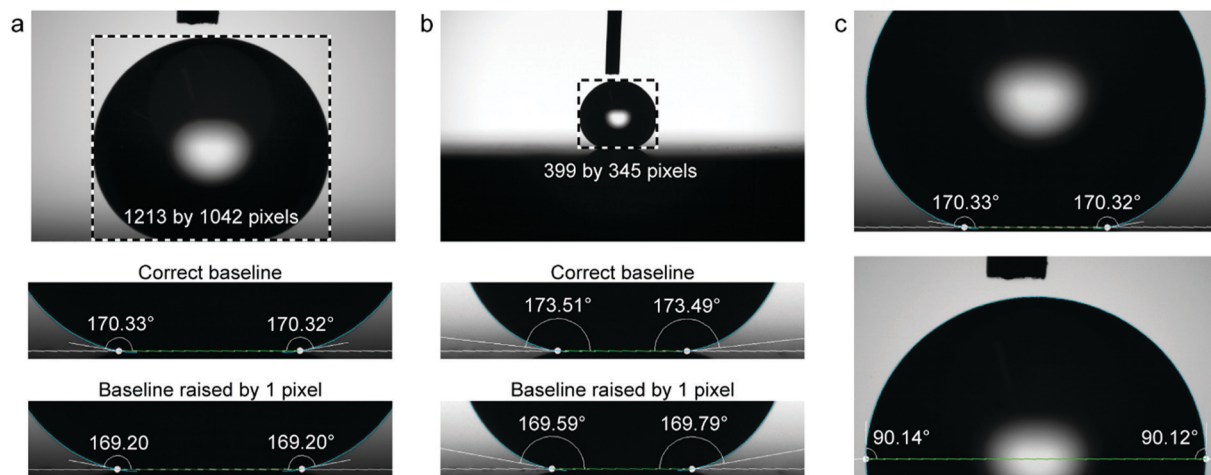 a
1213 by 1042 pixels
Correct baseline
170.33° 170.32°
Baseline raised by 1 pixel
169.20 169.20°
b
399 by 345 pixels
Correct baseline
173.51° 173.49°
Baseline raised by 1 pixel
169.59° 169.79°
c
170.33° 170.32°
90.14° 90.12°